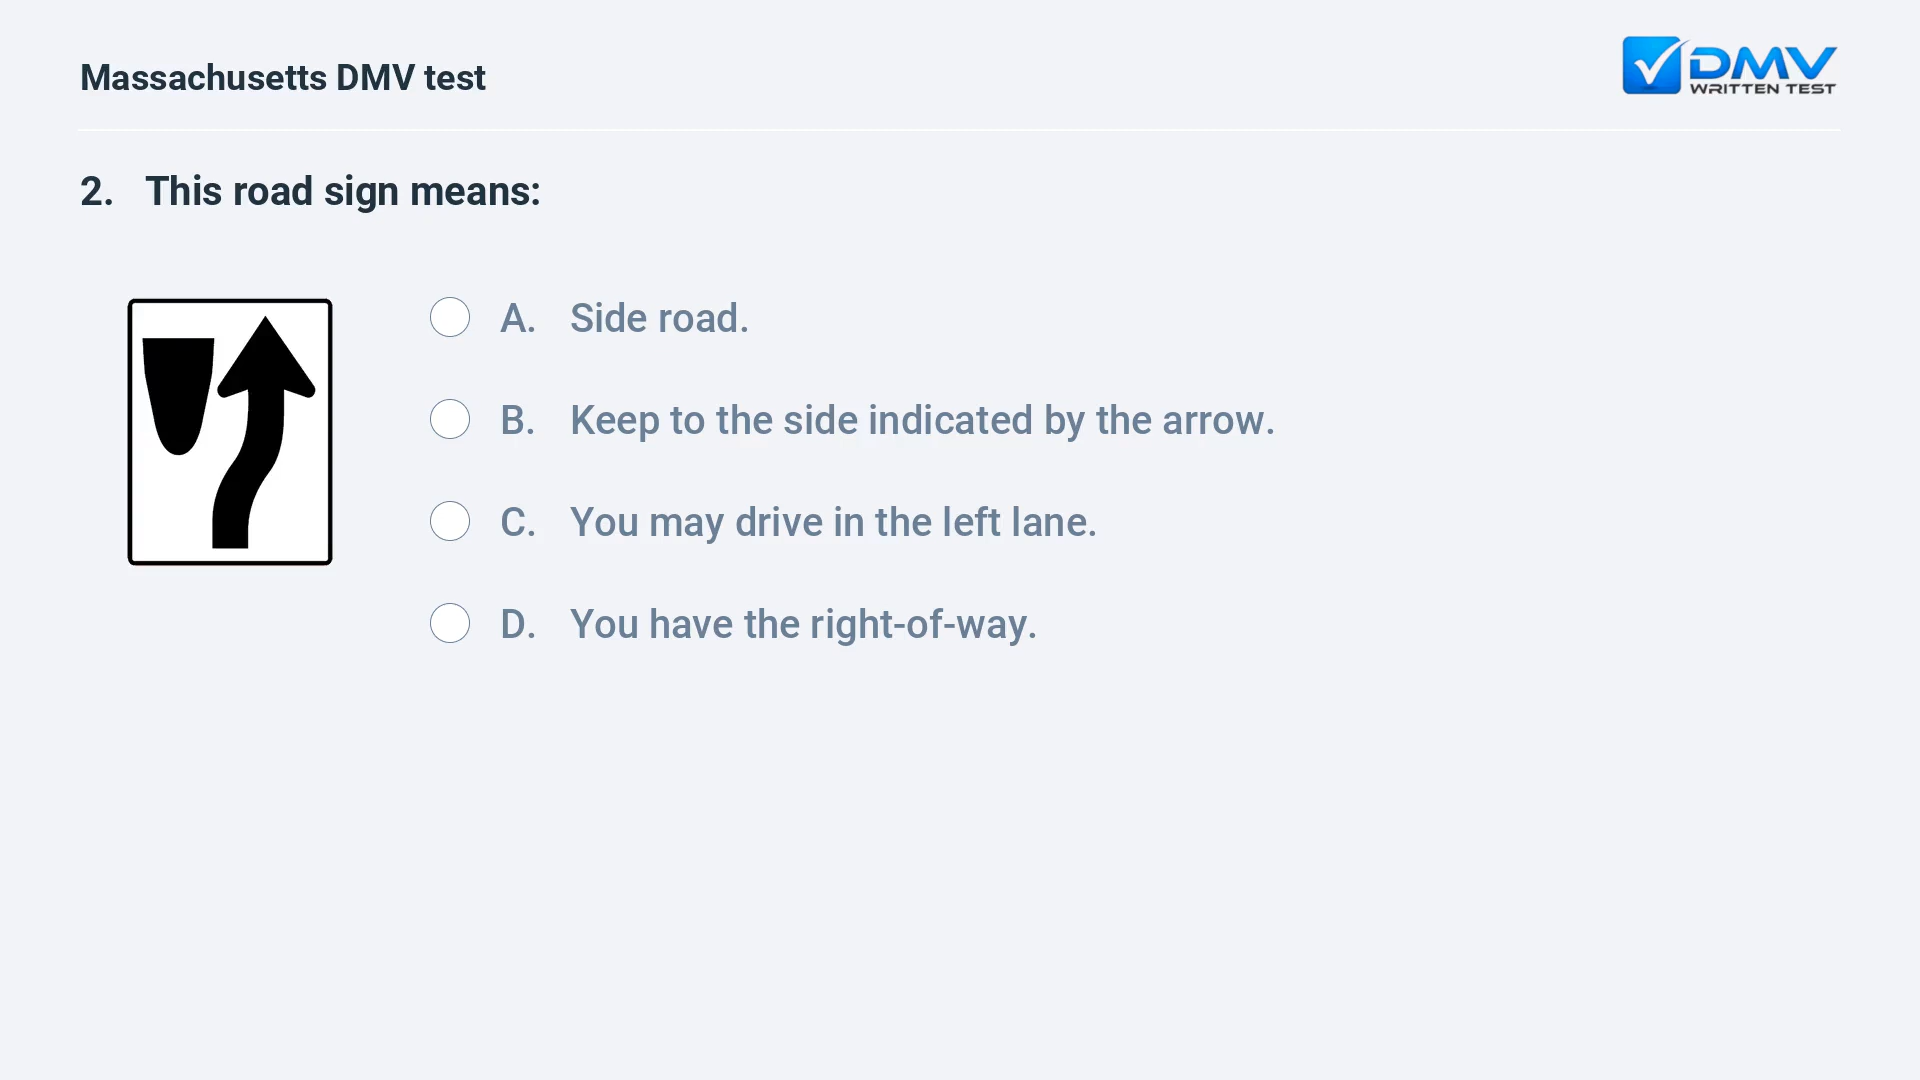 Massachusetts DMV test
DMV
WRITTEN TEST
2. This road sign means:
A. Side road.
B. Keep to the side indicated by the arrow.
C. You may drive in the left lane.
D. You have the right-of-way.